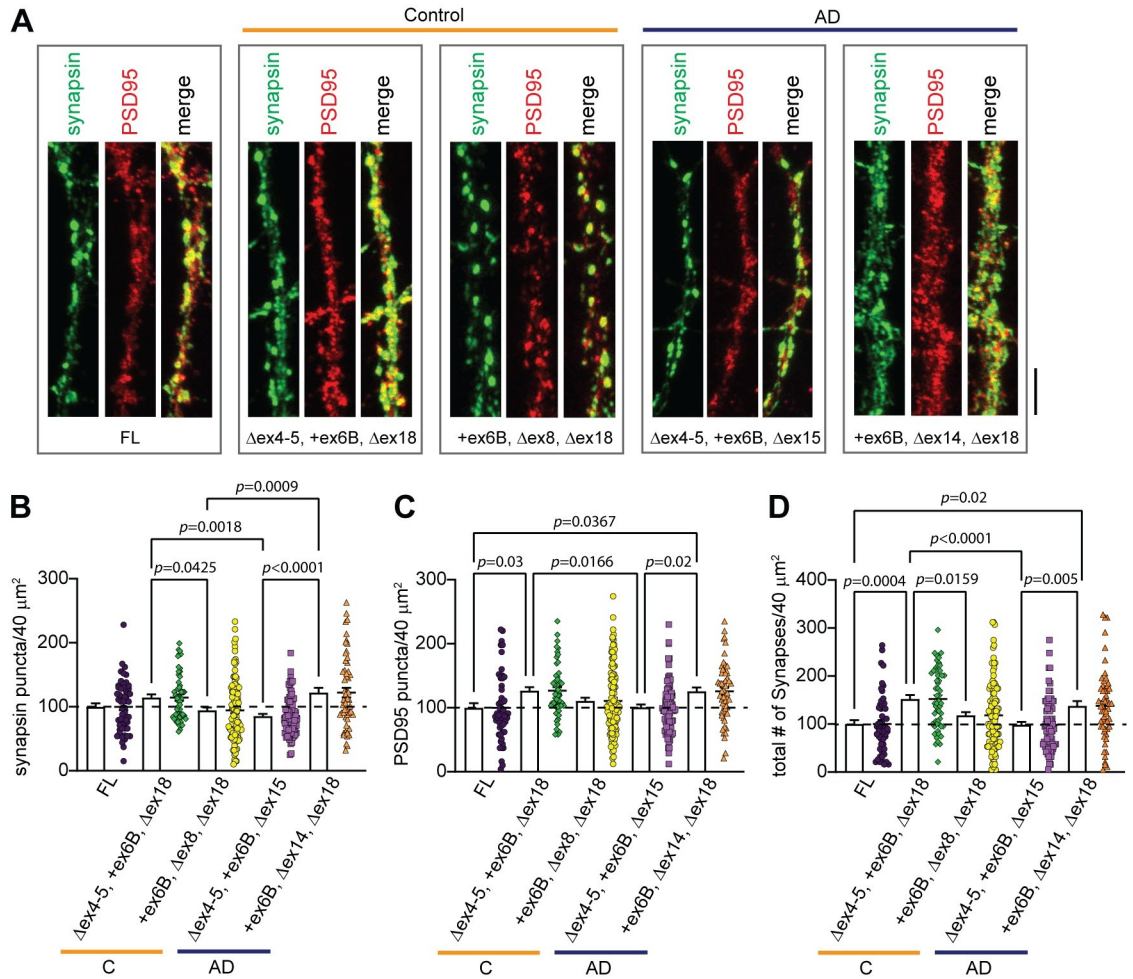 A
Control
AD
synapsin PSD95 merge
synapsin PSD95 merge
synapsin PSD95 merge
synapsin PSD95 merge
synapsin PSD95 merge
FL
Δex4-5, +ex6B, Δex18
+ex6B, Δex8, Δex18
Δex4-5, +ex6B, Δex15
+ex6B, Δex14, Δex18
B
p=0.0009
p=0.0018
p=0.0425
p<0.0001
synapsin puncta/40 μm²
300
200
100
0
FL
Δex4-5, +ex6B, Δex18
+ex6B, Δex8, Δex18
Δex4-5, +ex6B, Δex15
+ex6B, Δex14, Δex18
C
AD
C
p=0.0367
p=0.03
p=0.0166
p=0.02
PSD95 puncta/40 μm²
300
200
100
0
FL
Δex4-5, +ex6B, Δex18
+ex6B, Δex8, Δex18
Δex4-5, +ex6B, Δex15
+ex6B, Δex14, Δex18
C
AD
D
p=0.02
p<0.0001
p=0.0004
p=0.0159
p=0.005
total # of Synapses/40 μm²
400
300
200
100
0
FL
Δex4-5, +ex6B, Δex18
+ex6B, Δex8, Δex18
Δex4-5, +ex6B, Δex15
+ex6B, Δex14, Δex18
C
AD